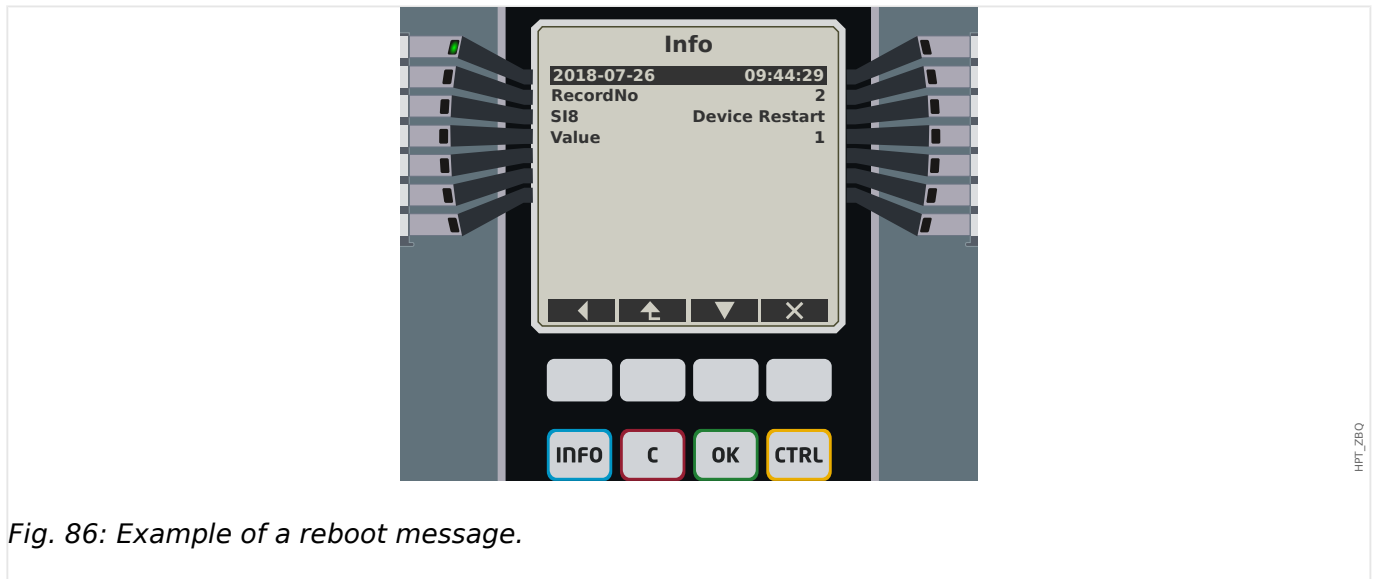 Info
2018-07-26 09:44:29
RecordNo 2
SI8 Device Restart
Value 1
INFO C OK CTRL
HPT_ZBQ
Fig. 86: Example of a reboot message.